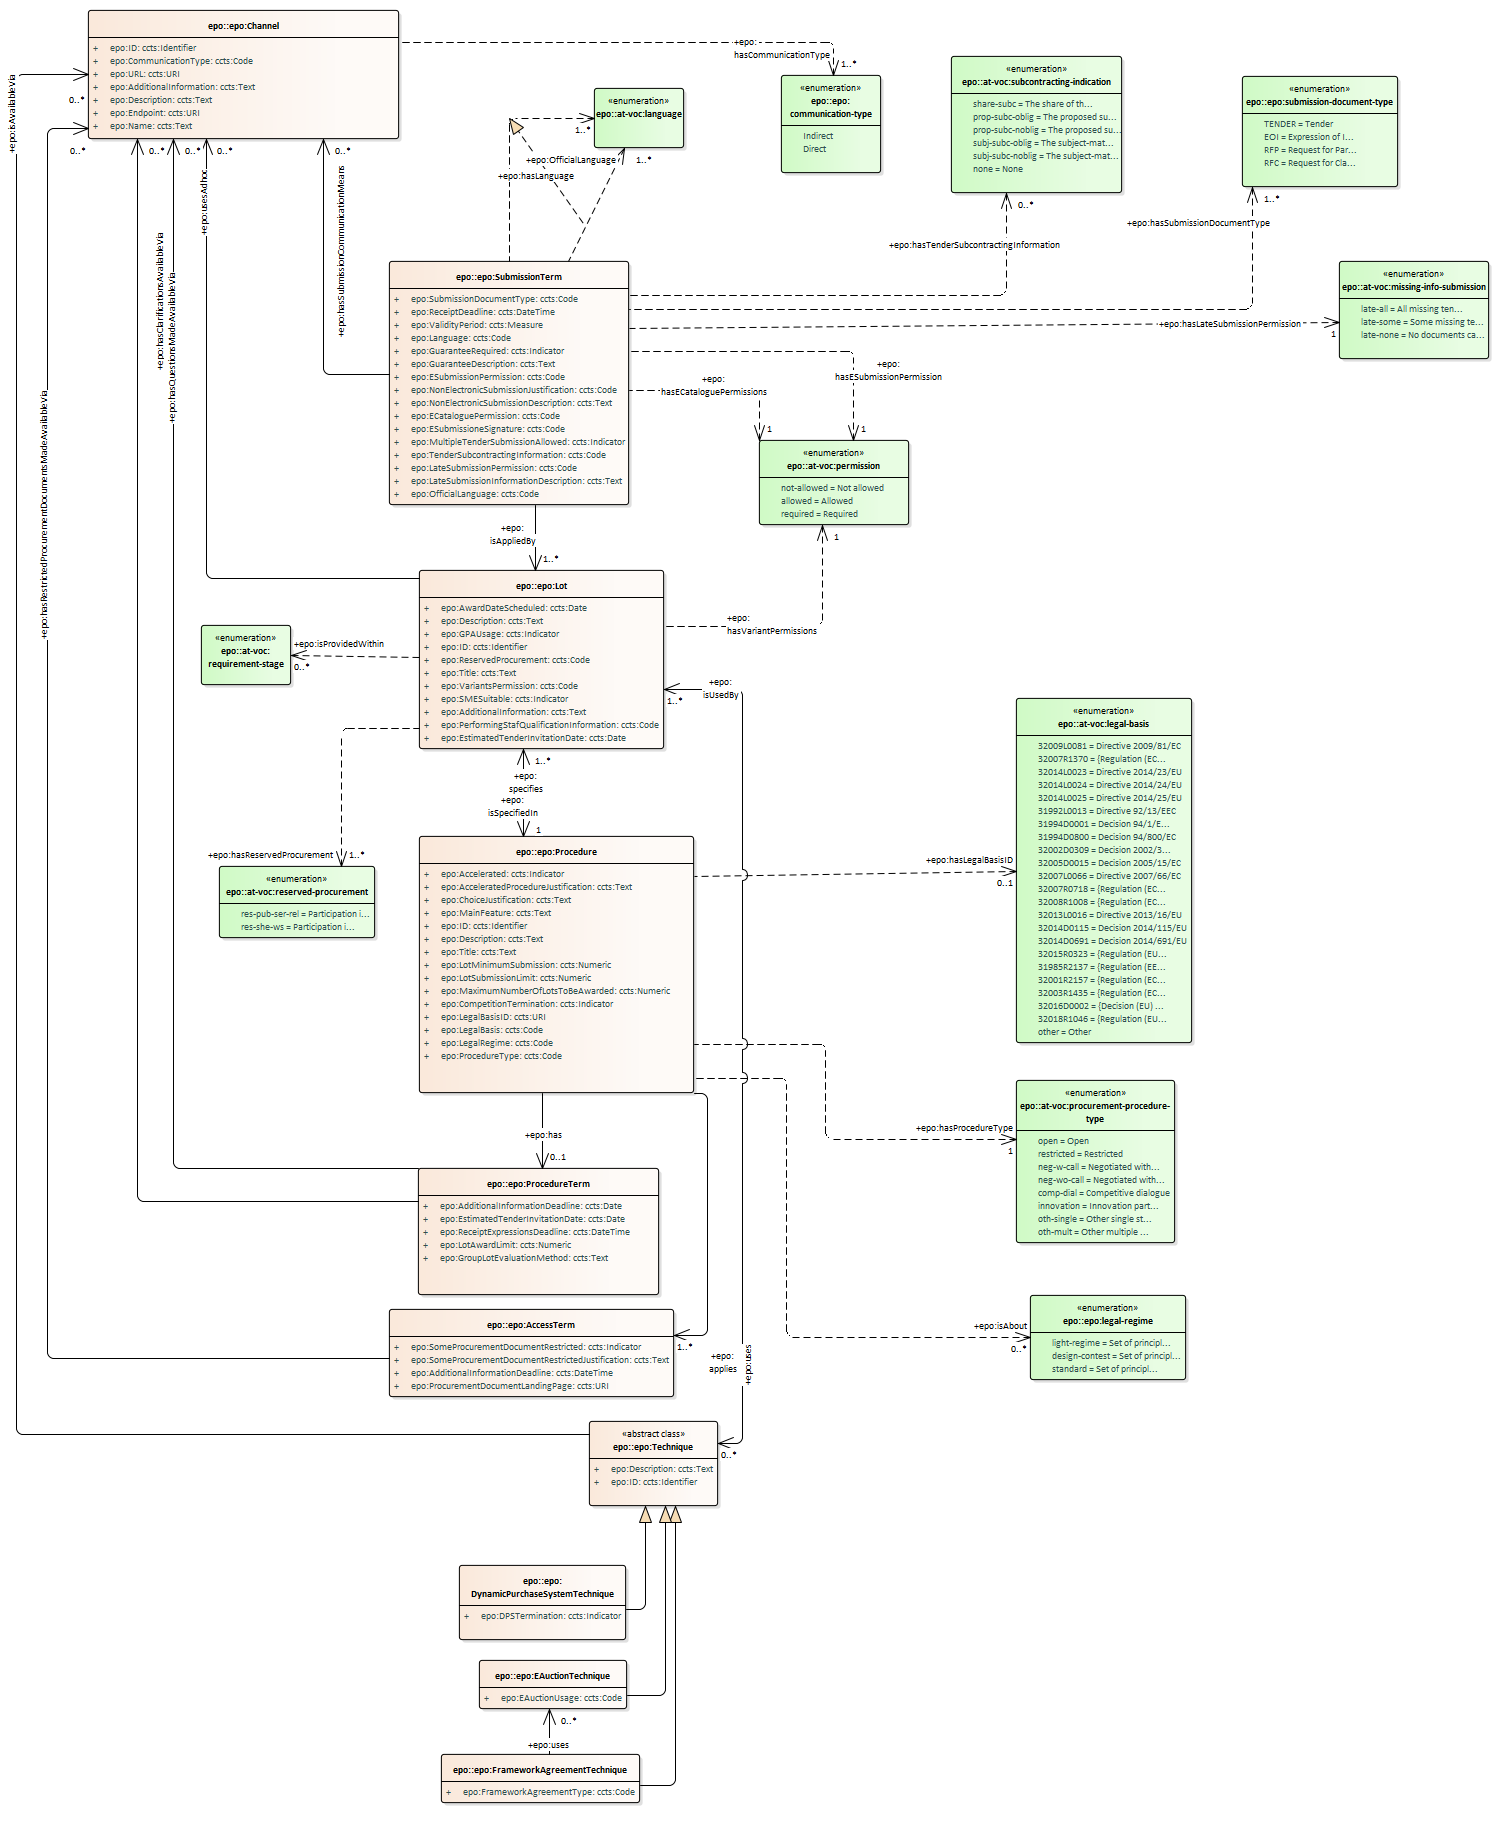 epo::epo:Channel
+ epo:ID: ccts:Identifier
+ epo:CommunicationType: ccts:Code
+ epo:URL: ccts:URI
+ epo:AdditionalInformation: ccts:Text
+ epo:Description: ccts:Text
+ epo:Endpoint: ccts:URI
+ epo:Name: ccts:Text
+epo:
hasCommunicationType
1..*
«enumeration»
epo::epo:
communication-type
Indirect
Direct
«enumeration»
epo::at-voc:language
1..*
+epo:OfficialLanguage
1..*
+epo:hasLanguage
«enumeration»
epo::at-voc:subcontracting-indication
share-subc = The share of th...
prop-subc-oblig = The proposed su...
prop-subc-noblig = The proposed su...
subj-subc-oblig = The subject-mat...
subj-subc-noblig = The subject-mat...
none = None
0..*
+epo:hasTenderSubcontractingInformation
«enumeration»
epo::epo:submission-document-type
TENDER = Tender
EOI = Expression of I...
RFP = Request for Par...
RFC = Request for Cla...
1..*
+epo:hasSubmissionDocumentType
«enumeration»
epo::at-voc:missing-info-submission
late-all = All missing ten...
late-some = Some missing te...
late-none = No documents ca...
+epo:hasLateSubmissionPermission
1
+epo:isAvailableVia
0..*
0..*
0..*
0..*
0..*
0..*
+epo:usesAdhoc
+epo:hasSubmissionCommunicationMeans
+epo:hasClarificationsAvailableVia
+epo:hasQuestionsMadeAvailableVia
+epo:hasRestrictedProcurementDocumentsMadeAvailableVia
epo::epo:SubmissionTerm
+ epo:SubmissionDocumentType: ccts:Code
+ epo:ReceiptDeadline: ccts:DateTime
+ epo:ValidityPeriod: ccts:Measure
+ epo:Language: ccts:Code
+ epo:GuaranteeRequired: ccts:Indicator
+ epo:GuaranteeDescription: ccts:Text
+ epo:ESubmissionPermission: ccts:Code
+ epo:NonElectronicSubmissionJustification: ccts:Code
+ epo:NonElectronicSubmissionDescription: ccts:Text
+ epo:ECataloguePermission: ccts:Code
+ epo:ESubmissioneSignature: ccts:Code
+ epo:MultipleTenderSubmissionAllowed: ccts:Indicator
+ epo:TenderSubcontractingInformation: ccts:Code
+ epo:LateSubmissionPermission: ccts:Code
+ epo:LateSubmissionInformationDescription: ccts:Text
+ epo:OfficialLanguage: ccts:Code
+epo:
hasESubmissionPermission
1
+epo:
hasECataloguePermissions
1
«enumeration»
epo::at-voc:permission
not-allowed = Not allowed
allowed = Allowed
required = Required
1
+epo:
hasVariantPermissions
+epo:
isAppliedBy
1..*
epo::epo:Lot
+ epo:AwardDateScheduled: ccts:Date
+ epo:Description: ccts:Text
+ epo:GPAUsage: ccts:Indicator
+ epo:ID: ccts:Identifier
+ epo:ReservedProcurement: ccts:Code
+ epo:Title: ccts:Text
+ epo:VariantsPermission: ccts:Code
+ epo:SMESuitable: ccts:Indicator
+ epo:AdditionalInformation: ccts:Text
+ epo:PerformingStafQualificationInformation: ccts:Code
+ epo:EstimatedTenderInvitationDate: ccts:Date
«enumeration»
epo::at-voc:
requirement-stage
+epo:isProvidedWithin
0..*
+epo:
isUsedBy
1..*
1..*
+epo:
specifies
+epo:
isSpecifiedIn
1
+epo:hasReservedProcurement
1..*
«enumeration»
epo::at-voc:reserved-procurement
res-pub-ser-rel = Participation i...
res-she-ws = Participation i...
epo::epo:Procedure
+ epo:Accelerated: ccts:Indicator
+ epo:AcceleratedProcedureJustification: ccts:Text
+ epo:ChoiceJustification: ccts:Text
+ epo:MainFeature: ccts:Text
+ epo:ID: ccts:Identifier
+ epo:Description: ccts:Text
+ epo:Title: ccts:Text
+ epo:LotMinimumSubmission: ccts:Numeric
+ epo:LotSubmissionLimit: ccts:Numeric
+ epo:MaximumNumberOfLotsToBeAwarded: ccts:Numeric
+ epo:CompetitionTermination: ccts:Indicator
+ epo:LegalBasisID: ccts:URI
+ epo:LegalBasis: ccts:Code
+ epo:LegalRegime: ccts:Code
+ epo:ProcedureType: ccts:Code
+epo:hasLegalBasisID
0..1
«enumeration»
epo::at-voc:legal-basis
32009L0081 = Directive 2009/81/EC
32007R1370 = {Regulation (EC...
32014L0023 = Directive 2014/23/EU
32014L0024 = Directive 2014/24/EU
32014L0025 = Directive 2014/25/EU
31992L0013 = Directive 92/13/EEC
31994D0001 = Decision 94/1/E...
31994D0800 = Decision 94/800/EC
32002D0309 = Decision 2002/3...
32005D0015 = Decision 2005/15/EC
32007L0066 = Directive 2007/66/EC
32007R0718 = {Regulation (EC...
32008R1008 = {Regulation (EC...
32013L0016 = Directive 2013/16/EU
32014D0115 = Decision 2014/115/EU
32014D0691 = Decision 2014/691/EU
32015R0323 = {Regulation (EU...
31985R2137 = {Regulation (EE...
32001R2157 = {Regulation (EC...
32003R1435 = {Regulation (EC...
32016D0002 = {Decision (EU) ...
32018R1046 = {Regulation (EU...
other = Other
«enumeration»
epo::at-voc:procurement-procedure-
type
open = Open
restricted = Restricted
neg-w-call = Negotiated with...
neg-wo-call = Negotiated with...
comp-dial = Competitive dialogue
innovation = Innovation part...
oth-single = Other single st...
oth-mult = Other multiple ...
+epo:hasProcedureType
1
+epo:has
0..1
epo::epo:ProcedureTerm
+ epo:AdditionalInformationDeadline: ccts:Date
+ epo:EstimatedTenderInvitationDate: ccts:Date
+ epo:ReceiptExpressionsDeadline: ccts:DateTime
+ epo:LotAwardLimit: ccts:Numeric
+ epo:GroupLotEvaluationMethod: ccts:Text
«enumeration»
epo::epo:legal-regime
light-regime = Set of principl...
design-contest = Set of principl...
standard = Set of principl...
+epo:isAbout
0..*
epo::epo:AccessTerm
+ epo:SomeProcurementDocumentRestricted: ccts:Indicator
+ epo:SomeProcurementDocumentRestrictedJustification: ccts:Text
+ epo:AdditionalInformationDeadline: ccts:DateTime
+ epo:ProcurementDocumentLandingPage: ccts:URI
1..*
+epo:
applies
+epo:uses
«abstract class»
epo::epo:Technique
+ epo:Description: ccts:Text
+ epo:ID: ccts:Identifier
0..*
epo::epo:
DynamicPurchaseSystemTechnique
+ epo:DPSTermination: ccts:Indicator
epo::epo:EAuctionTechnique
+ epo:EAuctionUsage: ccts:Code
0..*
+epo:uses
epo::epo:FrameworkAgreementTechnique
+ epo:FrameworkAgreementType: ccts:Code